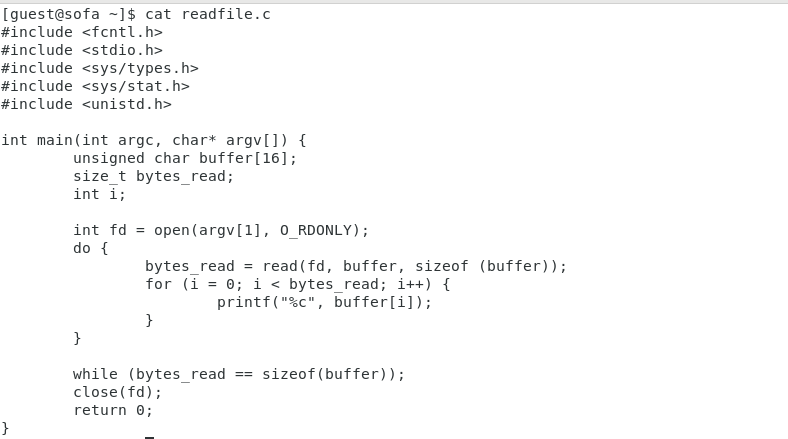 [guest@sofa ~]$ cat readfile.c
#include <fcntl.h>
#include <stdio.h>
#include <sys/types.h>
#include <sys/stat.h>
#include <unistd.h>

int main(int argc, char* argv[]) {
        unsigned char buffer[16];
        size_t bytes_read;
        int i;

        int fd = open(argv[1], O_RDONLY);
        do {
                bytes_read = read(fd, buffer, sizeof (buffer));
                for (i = 0; i < bytes_read; i++) {
                        printf("%c", buffer[i]);
                }
        }

        while (bytes_read == sizeof(buffer));
        close(fd);
        return 0;
}